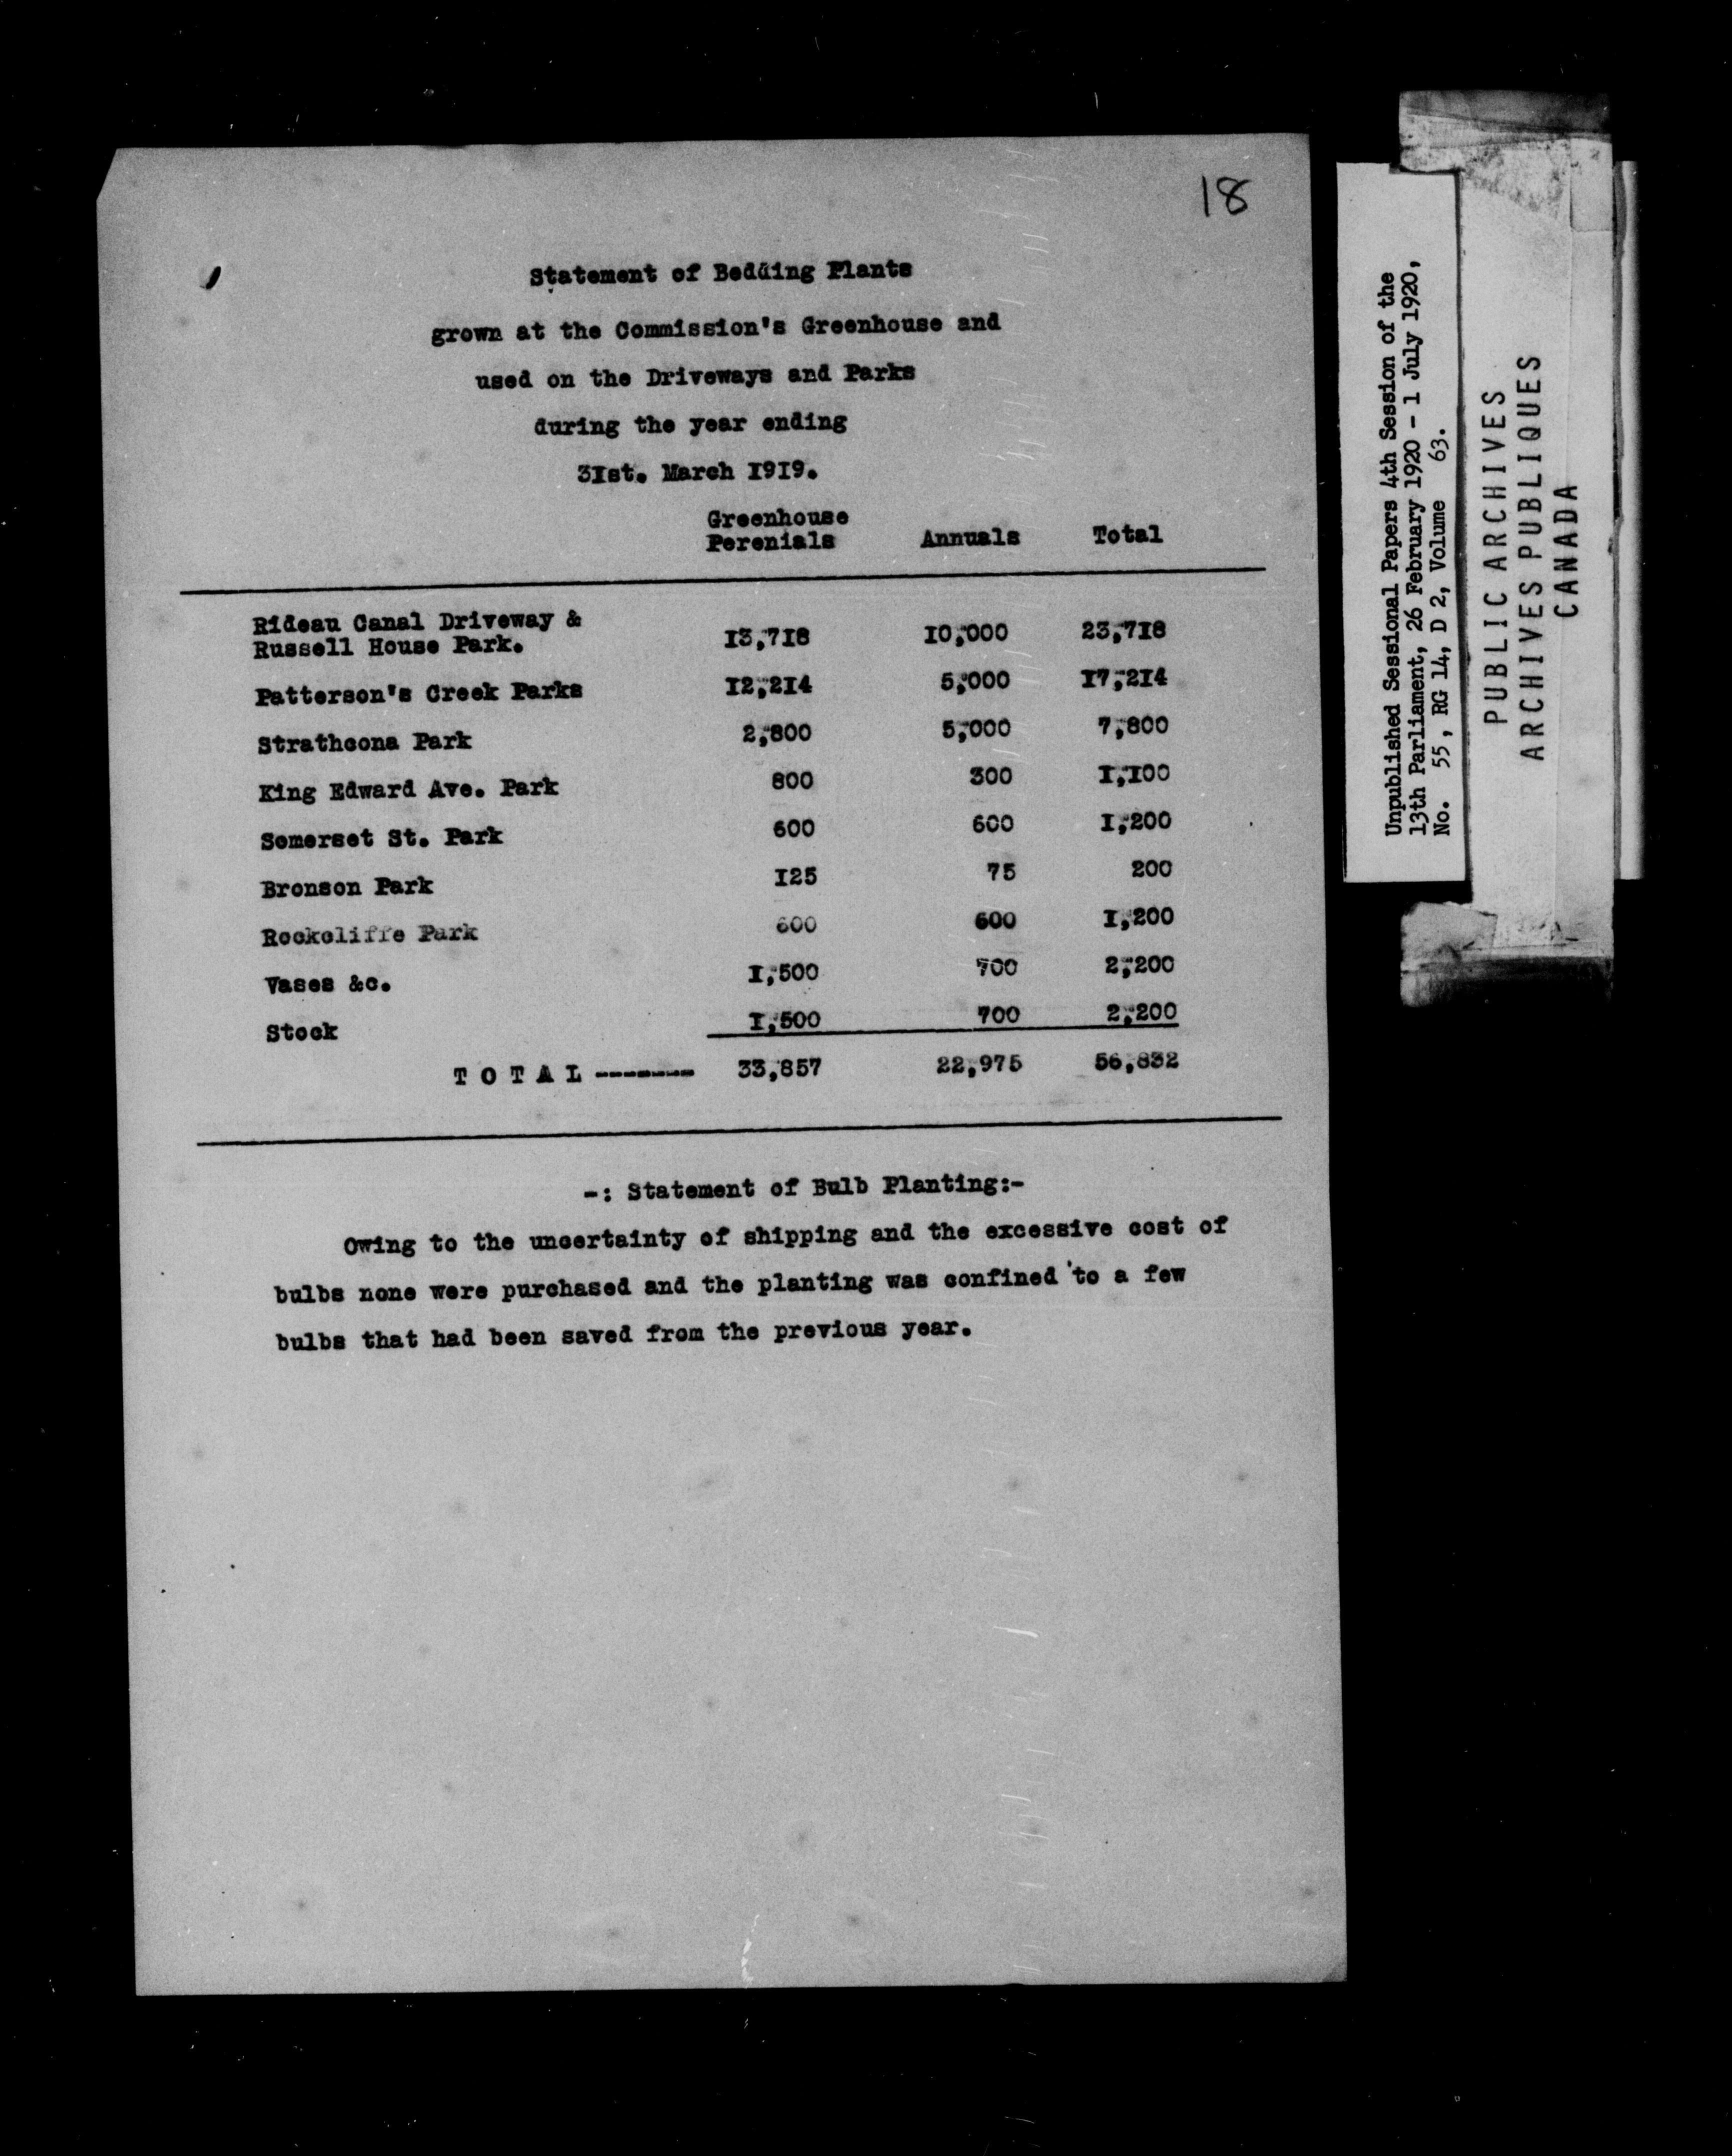 18
Statement of Bedding Plants
grown at the Commission's Greenhouse and
used on the Driveways and Parks
during the year ending
31st. March 1919.
Greenhouse
Perenials Annuals Total
Rideau Canal Driveway &
Russell House Park. 13,718 10,000 23,718
Patterson's Creek Parks 12,214 5,000 17,214
Strathcona Park 2,800 5,000 7,800
King Edward Ave. Park 800 300 1,100
Somerset St. Park 600 600 1,200
Bronson Park 125 75 200
Rockcliffe Park 600 600 1,200
Vases &c. 1,500 700 2,200
Stock 1,500 700 2,200
T O T A L ------- 33,857 22,975 56,832
-: Statement of Bulb Planting:-
Owing to the uncertainty of shipping and the excessive cost of
bulbs none were purchased and the planting was confined to a few
bulbs that had been saved from the previous year.
Unpublished Sessional Papers 4th Session of the
13th Parliament, 26 February 1920 - 1 July 1920,
No. 55, RG 14, D 2, Volume 63.
PUBLIC ARCHIVES
ARCHIVES PUBLIQUES
CANADA